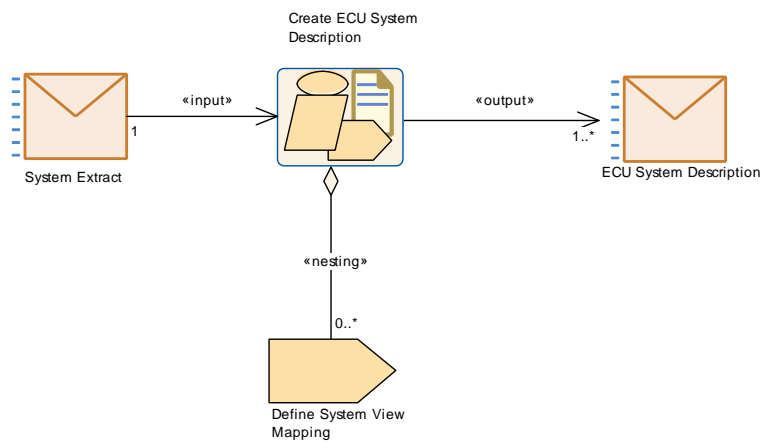 Create ECU System
Description
«input»
«output»
1
1..*
System Extract
ECU System Description
«nesting»
0..*
Define System View
Mapping